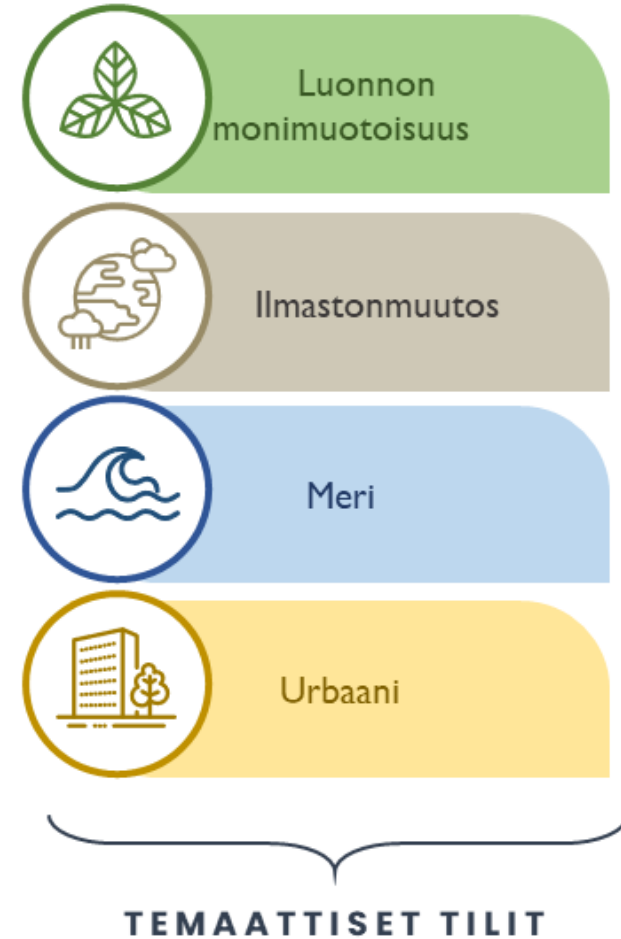 Luonnon
monimuotoisuus
Ilmastonmuutos
Meri
Urbaani
TEMAATTISET TILIT